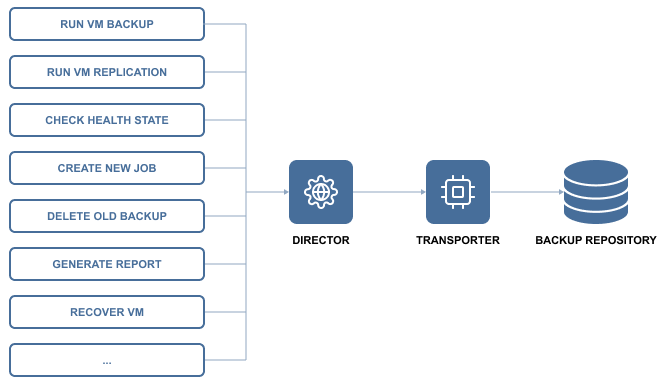 RUN VM BACKUP
RUN VM REPLICATION
CHECK HEALTH STATE
CREATE NEW JOB
DELETE OLD BACKUP
GENERATE REPORT
RECOVER VM
...
DIRECTOR
TRANSPORTER
BACKUP REPOSITORY